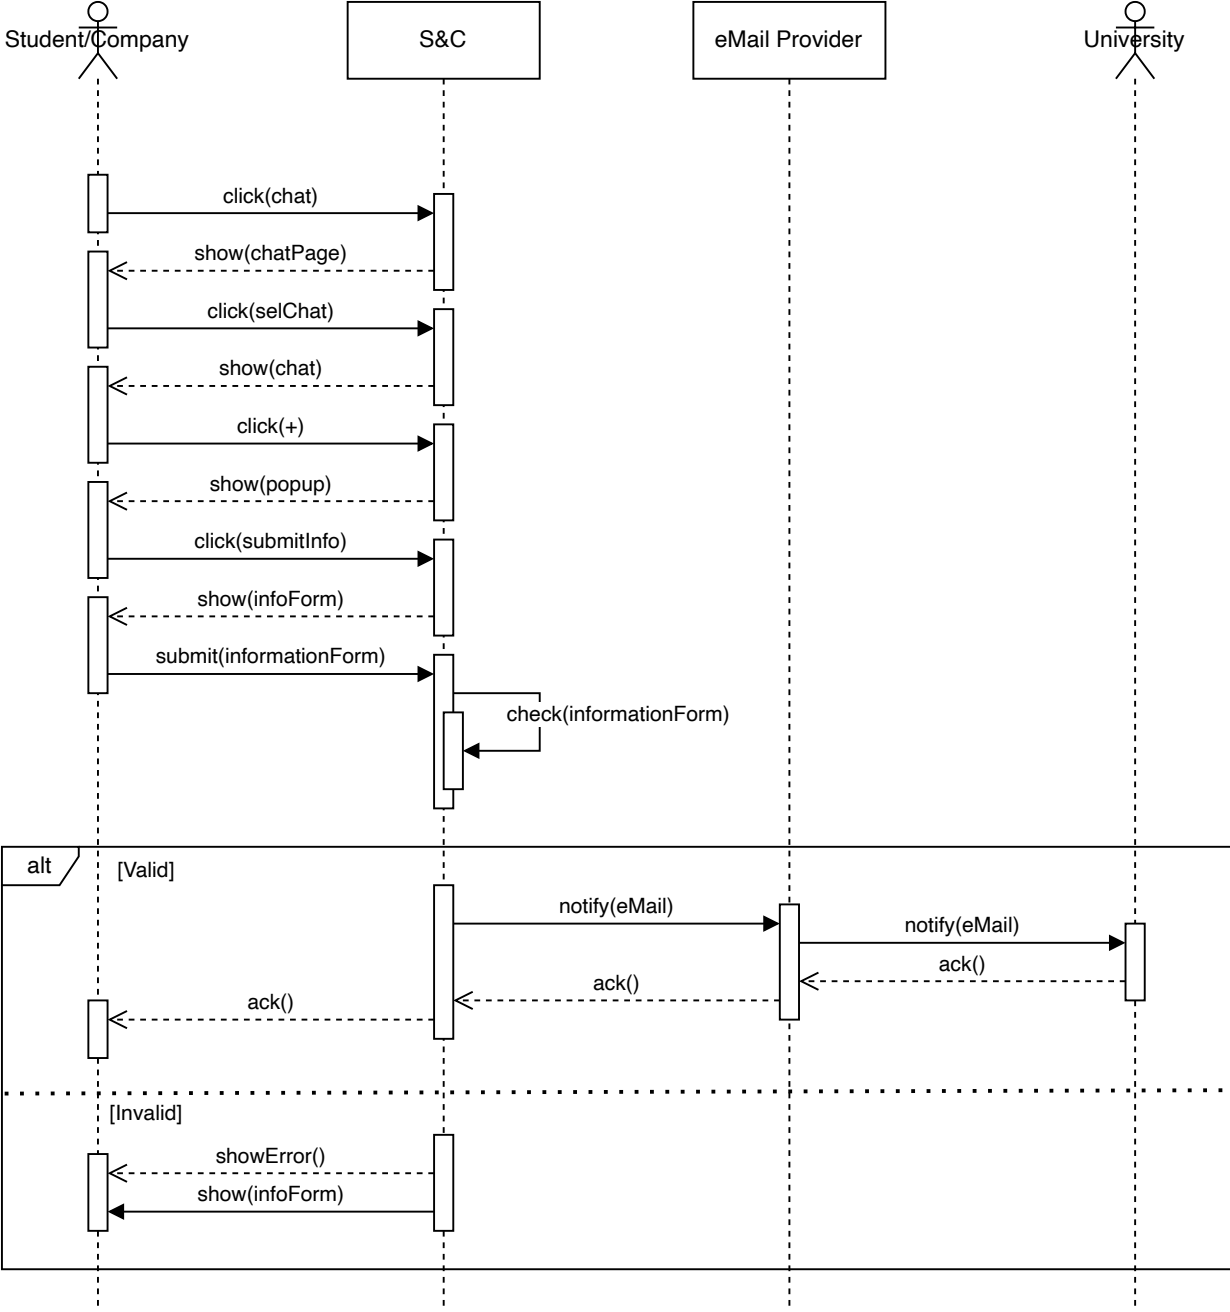 Student/Company
S&C
eMail Provider
University
click(chat)
show(chatPage)
click(selChat)
show(chat)
click(+)
show(popup)
click(submitInfo)
show(infoForm)
submit(informationForm)
check(informationForm)
alt
[Valid]
notify(eMail)
notify(eMail)
ack()
ack()
ack()
[Invalid]
showError()
show(infoForm)